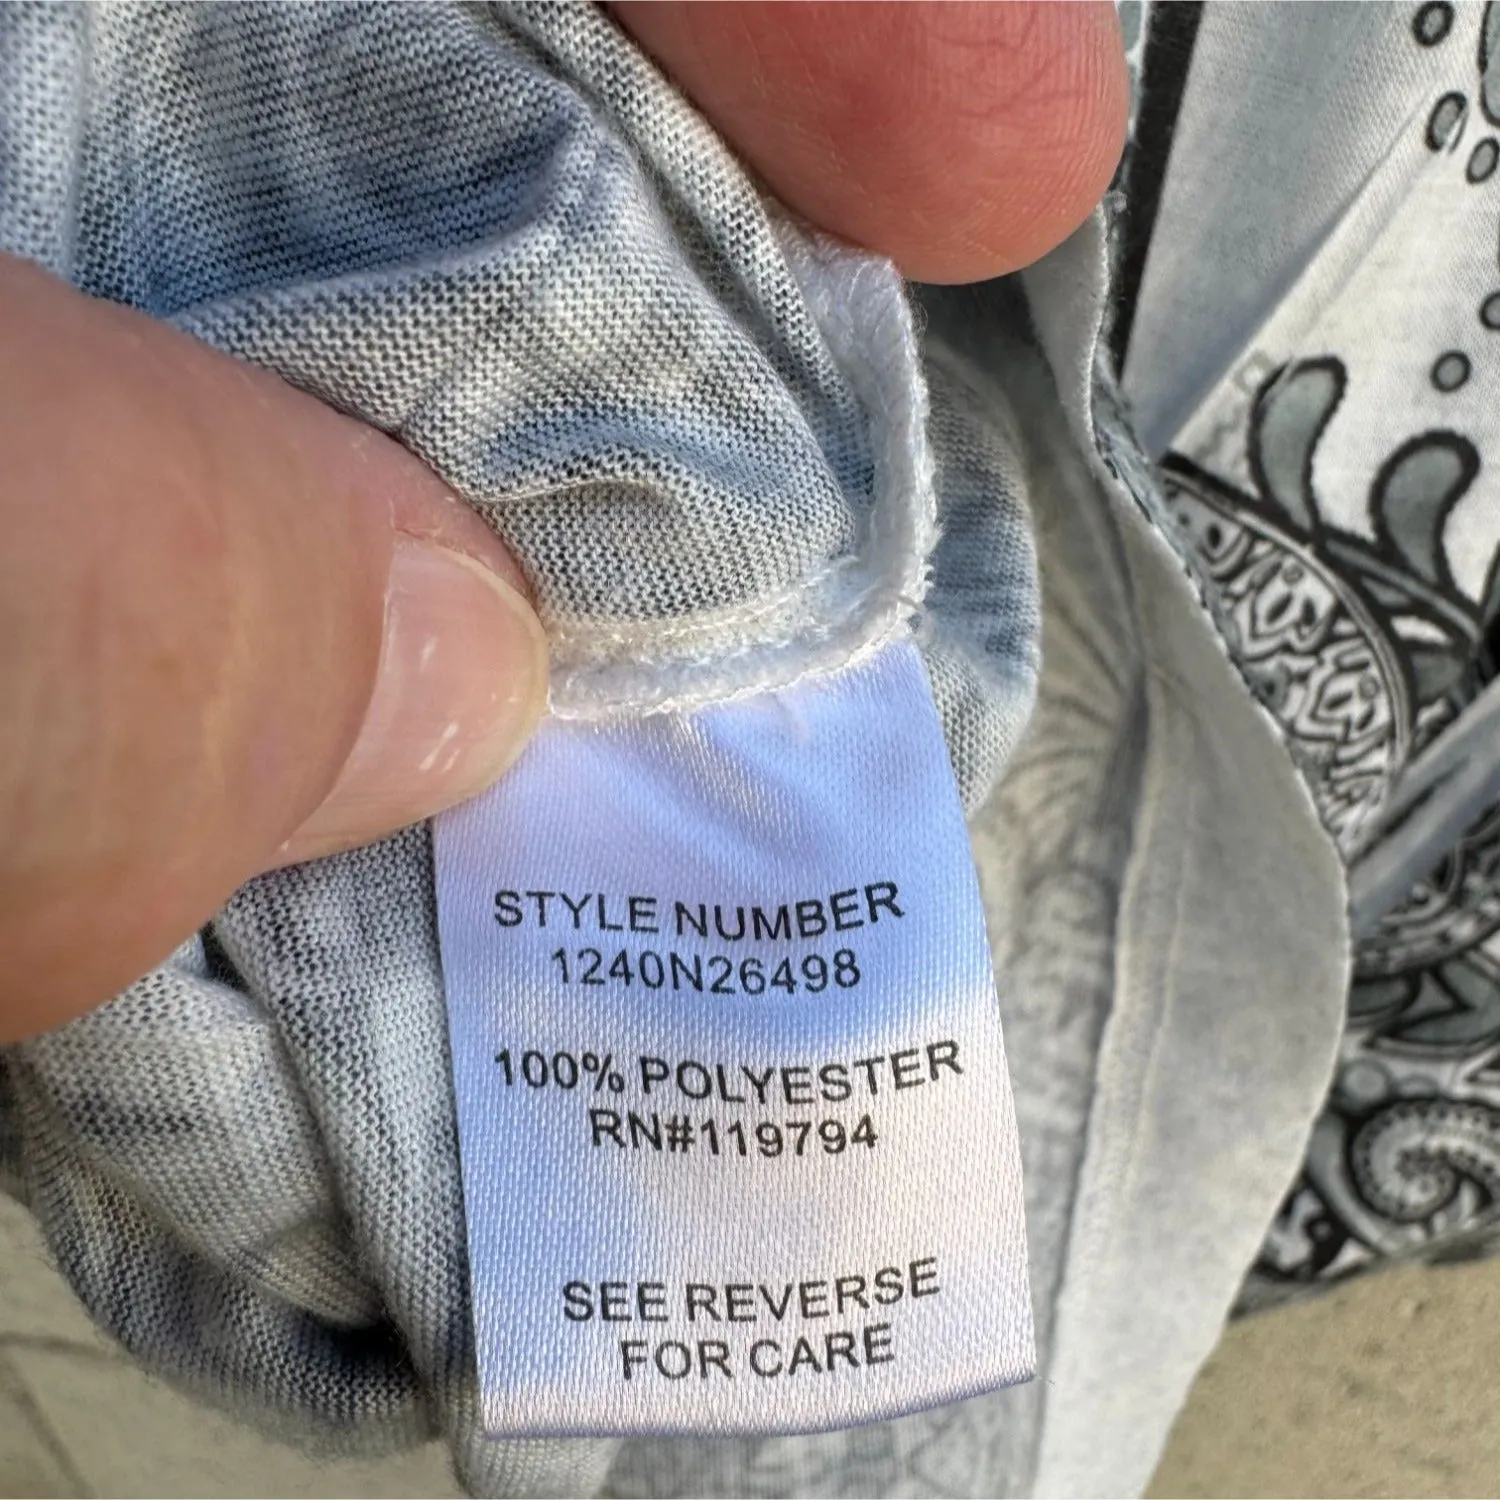 STYLE NUMBER
1240N26498
100% POLYESTER
RN#119794
SEE REVERSE
FOR CARE